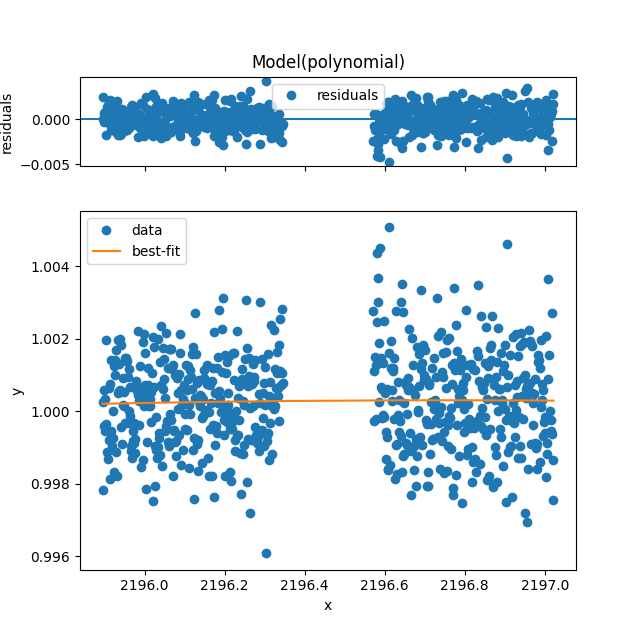 Model(polynomial)
residuals
0.000
−0.005
residuals
data
best-fit
1.004
1.002
1.000
0.998
0.996
y
2196.0 2196.2 2196.4 2196.6 2196.8 2197.0
x